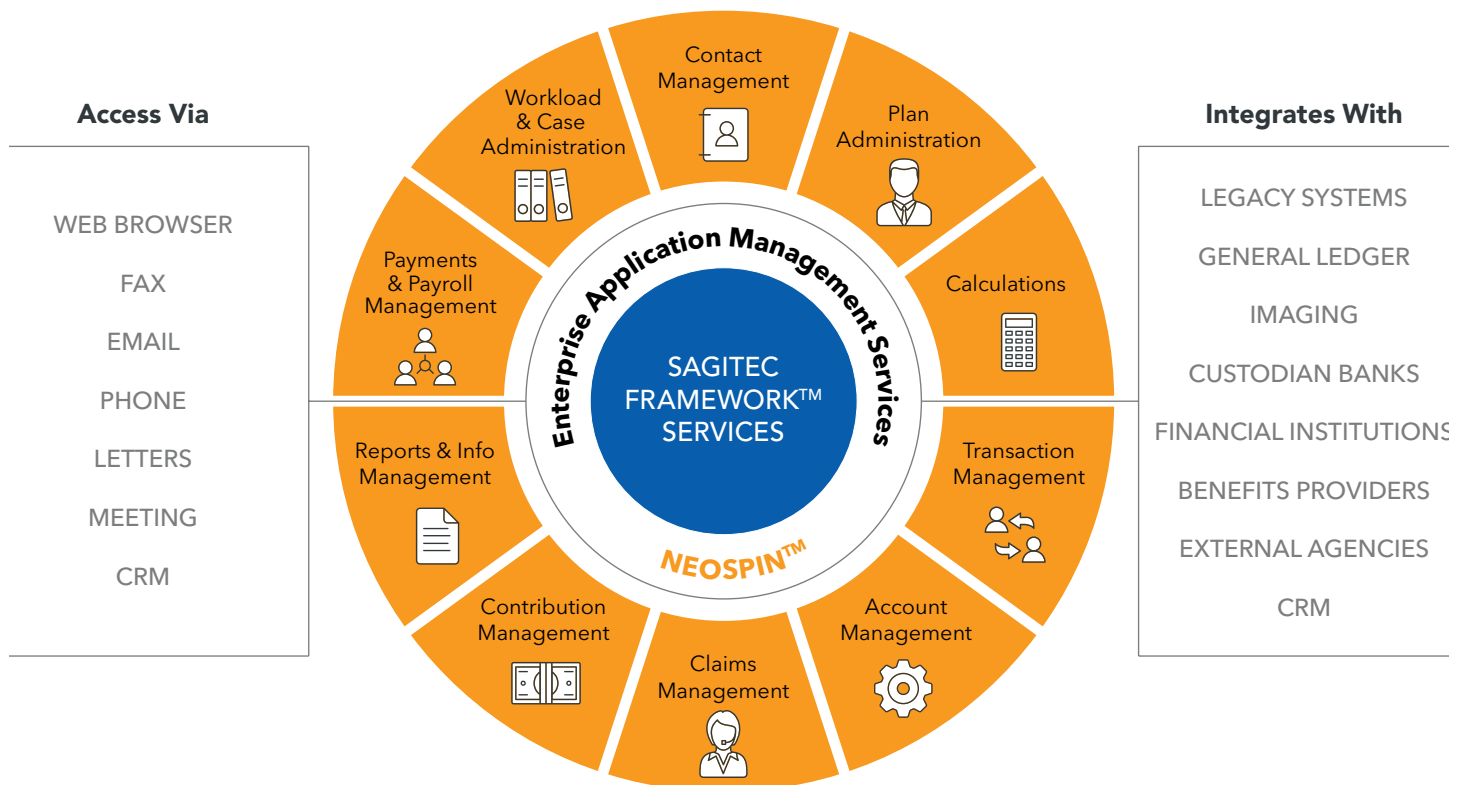 Access Via
WEB BROWSER
FAX
EMAIL
PHONE
LETTERS
MEETING
CRM
Contact
Management
Plan
Administration
Calculations
Transaction
Management
Account
Management
Claims
Management
Contribution
Management
Reports & Info
Management
Payments
& Payroll
Management
Workload
& Case
Administration
Enterprise Application Management Services
SAGITEC
FRAMEWORK™
SERVICES
NEOSPIN™
Integrates With
LEGACY SYSTEMS
GENERAL LEDGER
IMAGING
CUSTODIAN BANKS
FINANCIAL INSTITUTIONS
BENEFITS PROVIDERS
EXTERNAL AGENCIES
CRM